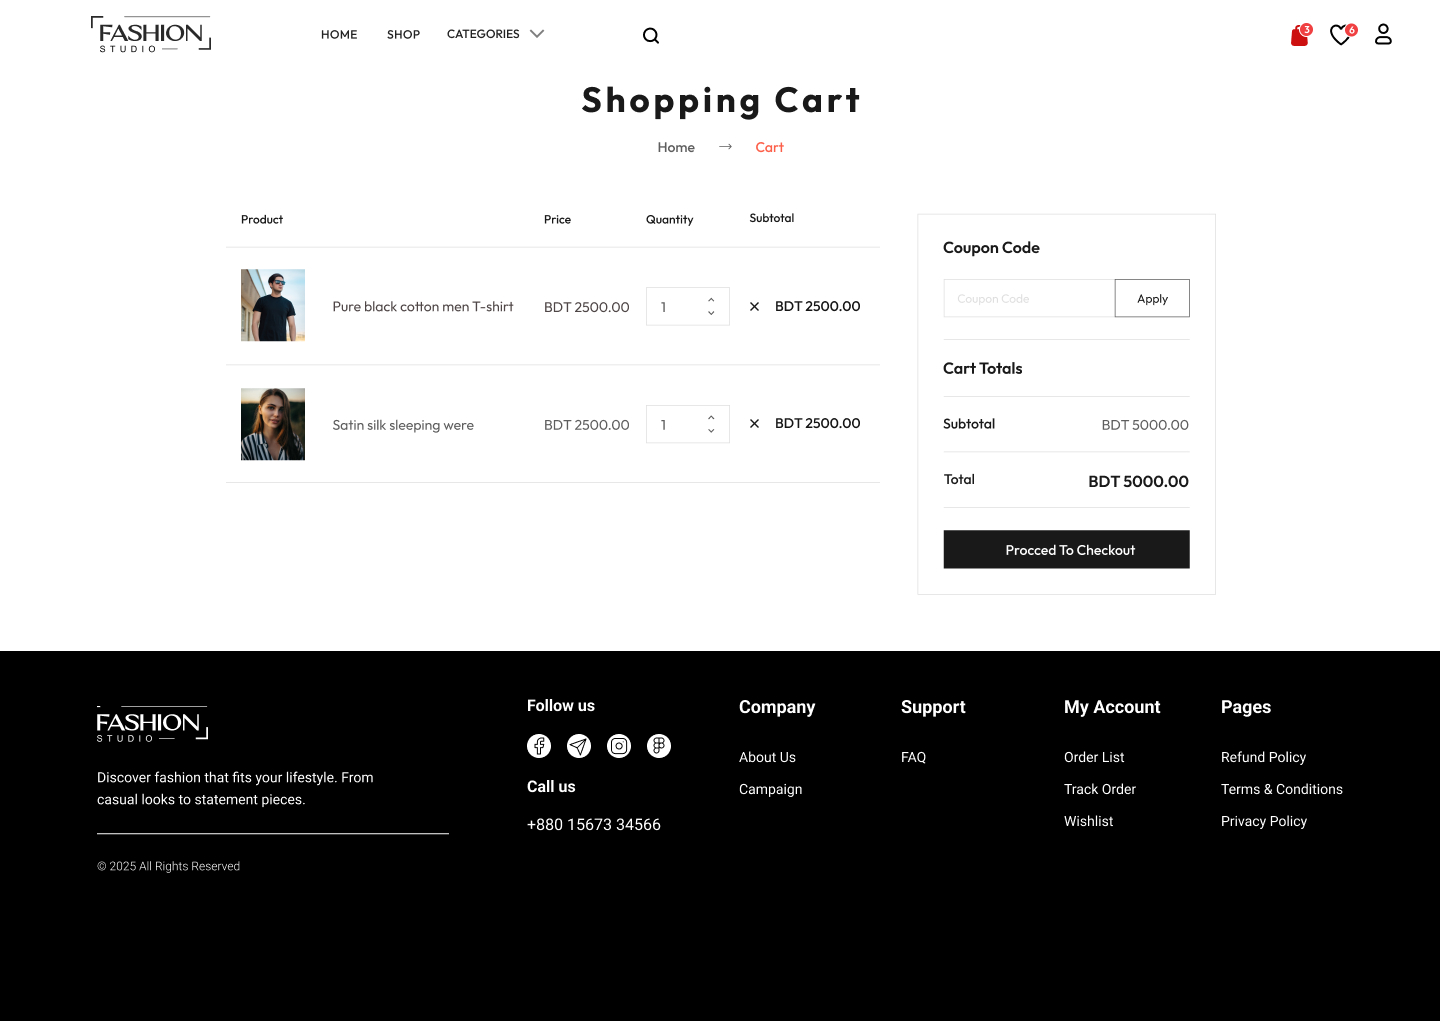 FASHION
STUDIO
HOME SHOP CATEGORIES
3 6
Shopping Cart
Home → Cart
Product Price Quantity Subtotal
Pure black cotton men T-shirt BDT 2500.00 1 × BDT 2500.00
Satin silk sleeping were BDT 2500.00 1 × BDT 2500.00
Coupon Code
Coupon Code Apply
Cart Totals
Subtotal BDT 5000.00
Total BDT 5000.00
Procced To Checkout
FASHION
STUDIO
Discover fashion that fits your lifestyle. From
casual looks to statement pieces.
© 2025 All Rights Reserved
Follow us
Call us
+880 15673 34566
Company
About Us
Campaign
Support
FAQ
My Account
Order List
Track Order
Wishlist
Pages
Refund Policy
Terms & Conditions
Privacy Policy